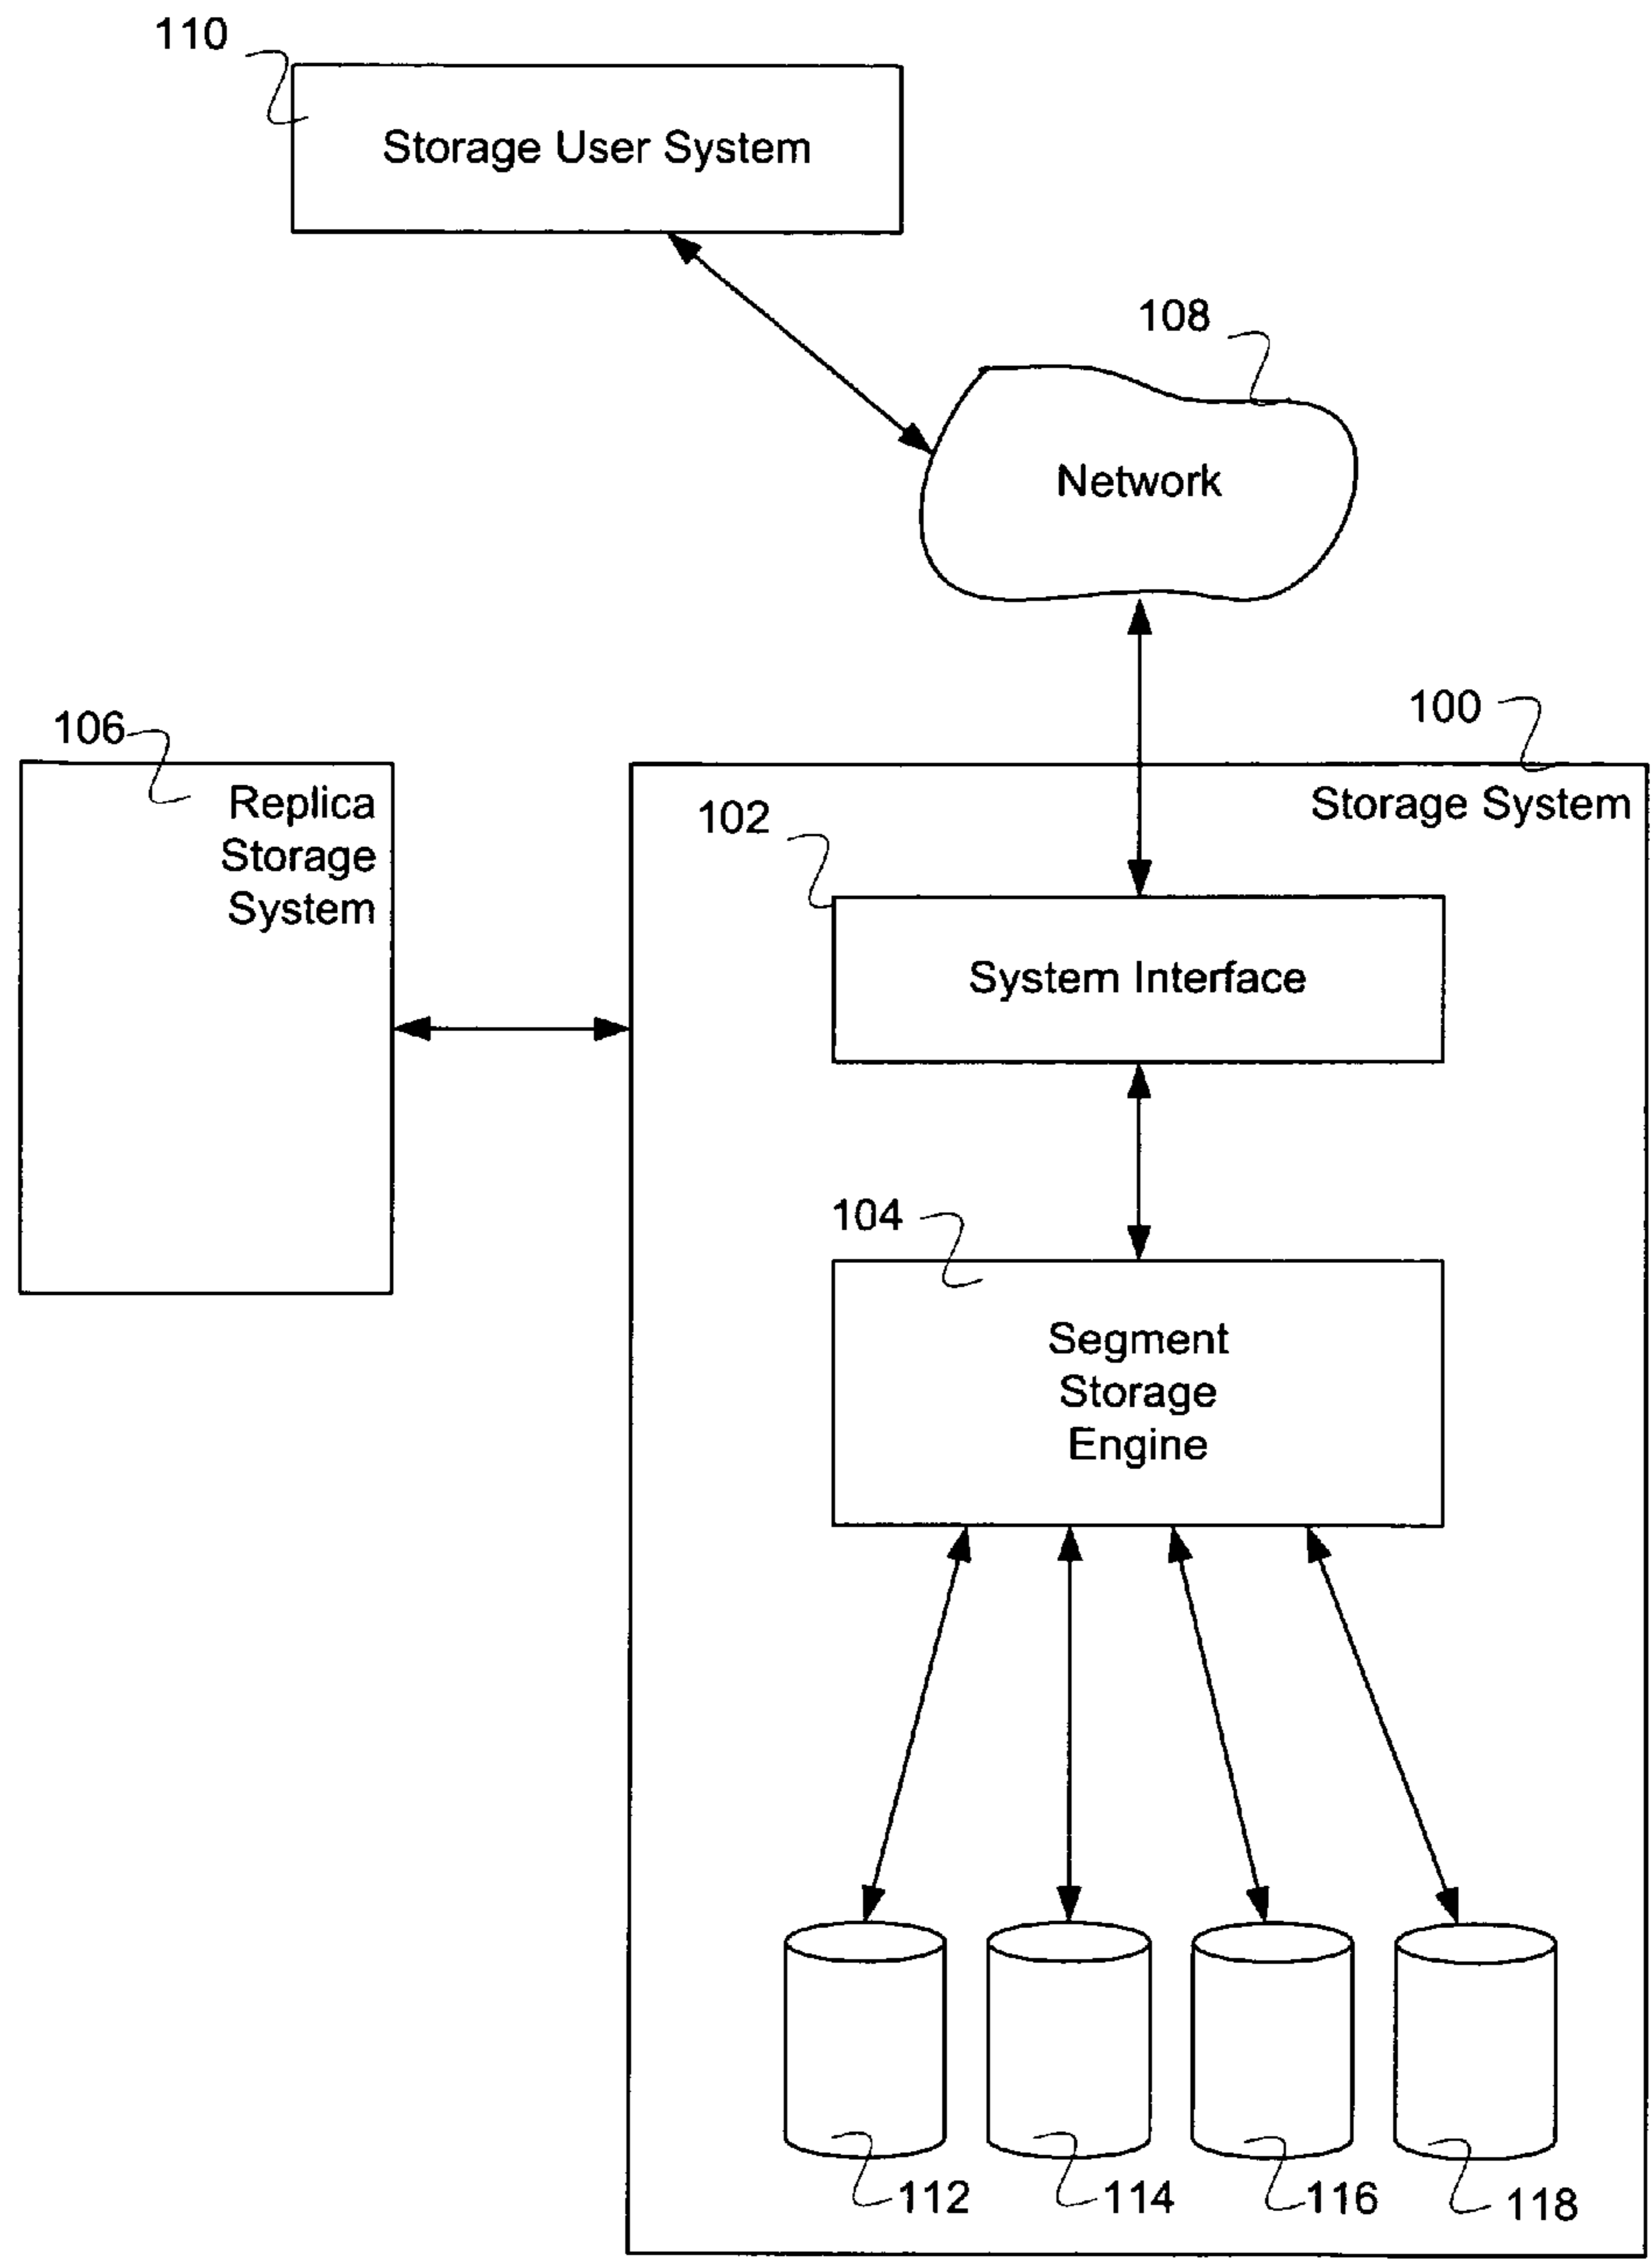 110
Storage User System
108
Network
100
Storage System
106
Replica
Storage
System
102
System Interface
104
Segment
Storage
Engine
112
114
116
118